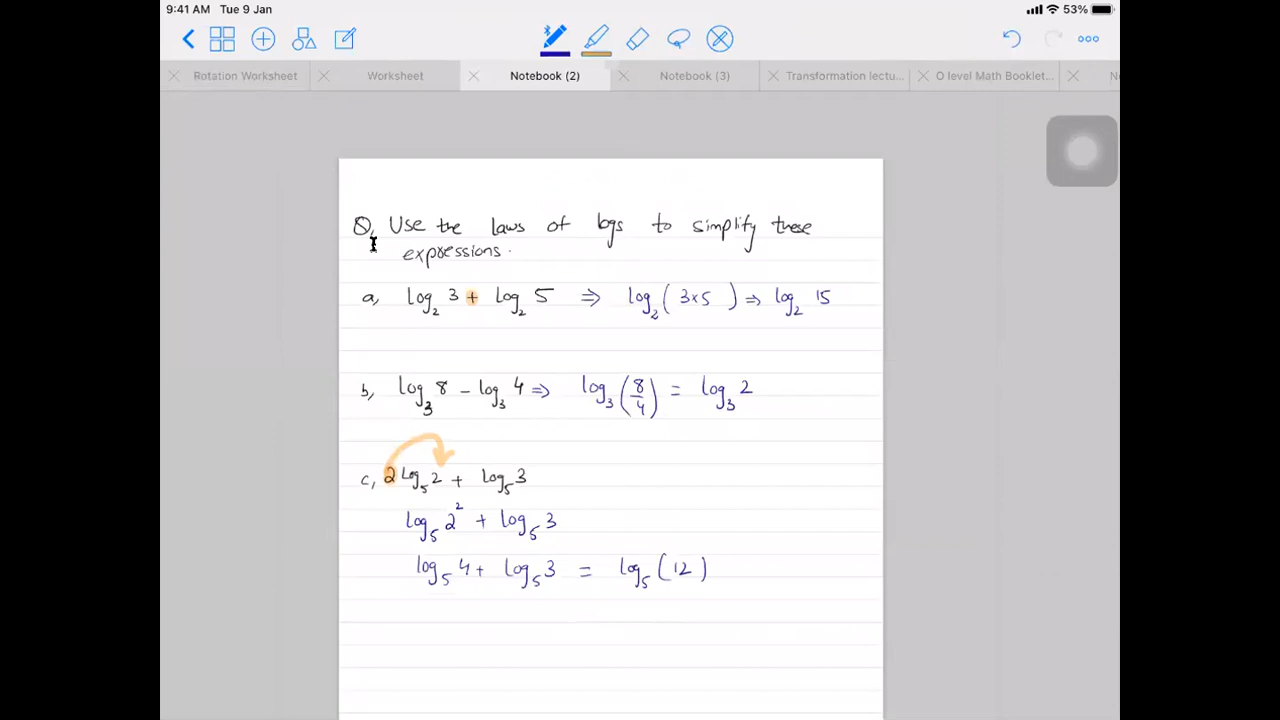 9:41 AM Tue 9 Jan 53%
Rotation Worksheet Worksheet Notebook (2) Notebook (3) Transformation lectu... O level Math Booklet...
Q, Use the laws of logs to simplify these
expressions.
a, log₂ 3 + log₂ 5 ⇒ log₂ (3×5) ⇒ log₂ 15
b, log₃ 8 – log₃ 4 ⇒ log₃ (8/4) = log₃ 2
c, 2 log₅ 2 + log₅ 3
log₅ 2² + log₅ 3
log₅ 4 + log₅ 3 = log₅ (12)